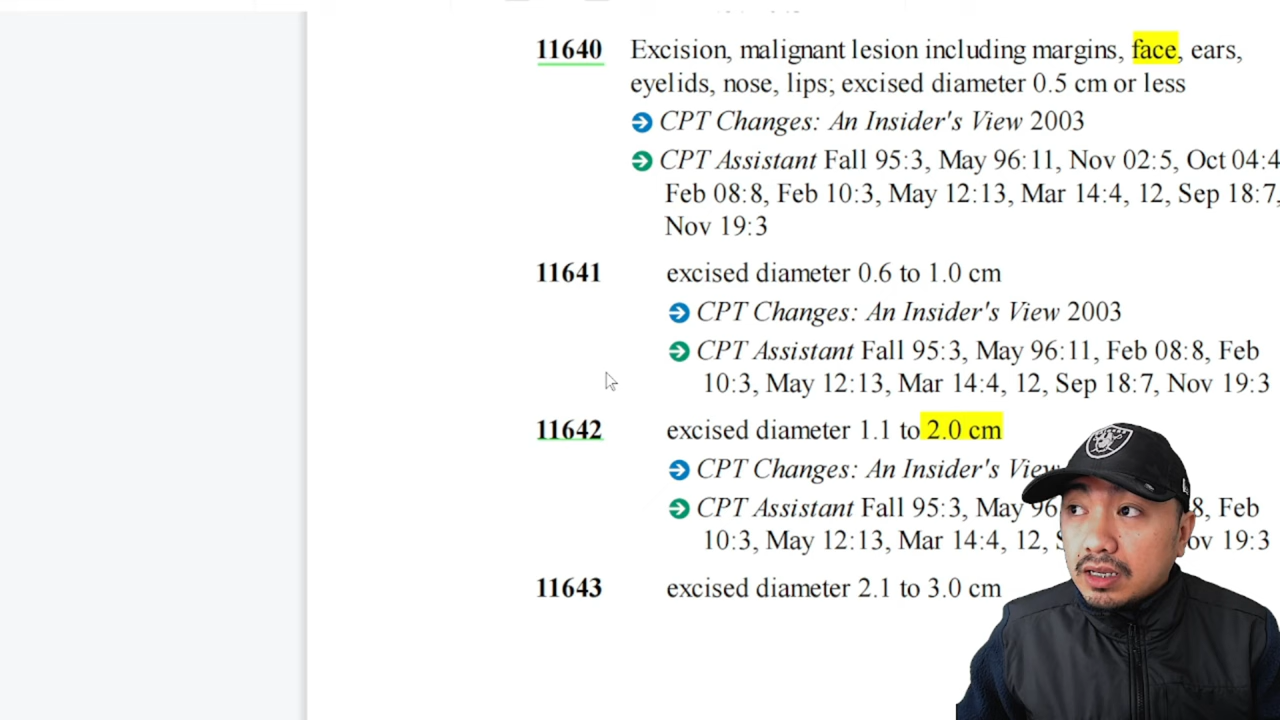 11640 Excision, malignant lesion including margins, face, ears,
eyelids, nose, lips; excised diameter 0.5 cm or less
CPT Changes: An Insider's View 2003
CPT Assistant Fall 95:3, May 96:11, Nov 02:5, Oct 04:4
Feb 08:8, Feb 10:3, May 12:13, Mar 14:4, 12, Sep 18:7,
Nov 19:3
11641 excised diameter 0.6 to 1.0 cm
CPT Changes: An Insider's View 2003
CPT Assistant Fall 95:3, May 96:11, Feb 08:8, Feb
10:3, May 12:13, Mar 14:4, 12, Sep 18:7, Nov 19:3
11642 excised diameter 1.1 to 2.0 cm
CPT Changes: An Insider's View
CPT Assistant Fall 95:3, May 96 8, Feb
10:3, May 12:13, Mar 14:4, 12, ov 19:3
11643 excised diameter 2.1 to 3.0 cm